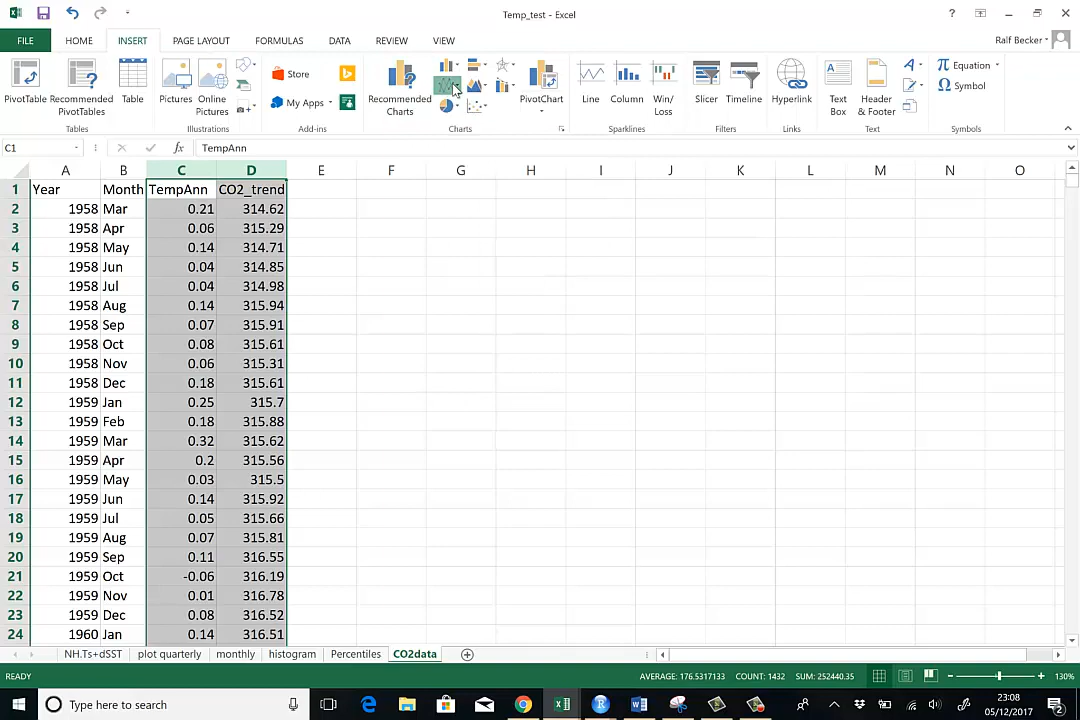 Temp_test - Excel
?
FILE HOME INSERT PAGE LAYOUT FORMULAS DATA REVIEW VIEW
Ralf Becker
PivotTable Recommended PivotTables Table
Pictures Online Pictures
Store
My Apps
Recommended Charts
PivotChart
Line Column Win/ Loss
Slicer Timeline
Hyperlink
Text Box Header & Footer
π Equation
Ω Symbol
Tables Illustrations Add-ins Charts Sparklines Filters Links Text Symbols
C1 fx TempAnn
A B C D E F G H I J K L M N O
1 Year Month TempAnn CO2_trend
2 1958 Mar 0.21 314.62
3 1958 Apr 0.06 315.29
4 1958 May 0.14 314.71
5 1958 Jun 0.04 314.85
6 1958 Jul 0.04 314.98
7 1958 Aug 0.14 315.94
8 1958 Sep 0.07 315.91
9 1958 Oct 0.08 315.61
10 1958 Nov 0.06 315.31
11 1958 Dec 0.18 315.61
12 1959 Jan 0.25 315.7
13 1959 Feb 0.18 315.88
14 1959 Mar 0.32 315.62
15 1959 Apr 0.2 315.56
16 1959 May 0.03 315.5
17 1959 Jun 0.14 315.92
18 1959 Jul 0.05 315.66
19 1959 Aug 0.07 315.81
20 1959 Sep 0.11 316.55
21 1959 Oct -0.06 316.19
22 1959 Nov 0.01 316.78
23 1959 Dec 0.08 316.52
24 1960 Jan 0.14 316.51
NH.Ts+dSST plot quarterly monthly histogram Percentiles CO2data
READY AVERAGE: 176.5317133 COUNT: 1432 SUM: 252440.35 130%
Type here to search
23:08
05/12/2017
2